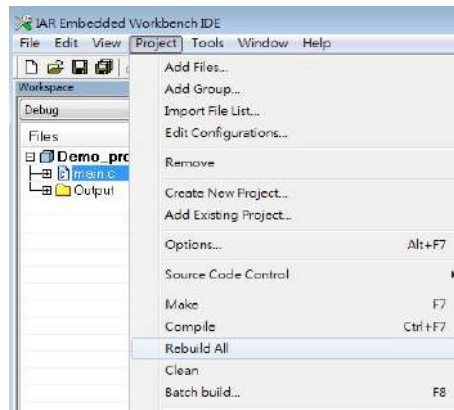 IAR Embedded Workbench IDE
File Edit View Project Tools Window Help
Workspace
Debug
Files
Demo_pro
main.c
Output
Add Files...
Add Group...
Import File List...
Edit Configurations...
Remove
Create New Project...
Add Existing Project...
Options... Alt+F7
Source Code Control
Make F7
Compile Ctrl+F7
Rebuild All
Clean
Batch build... F8